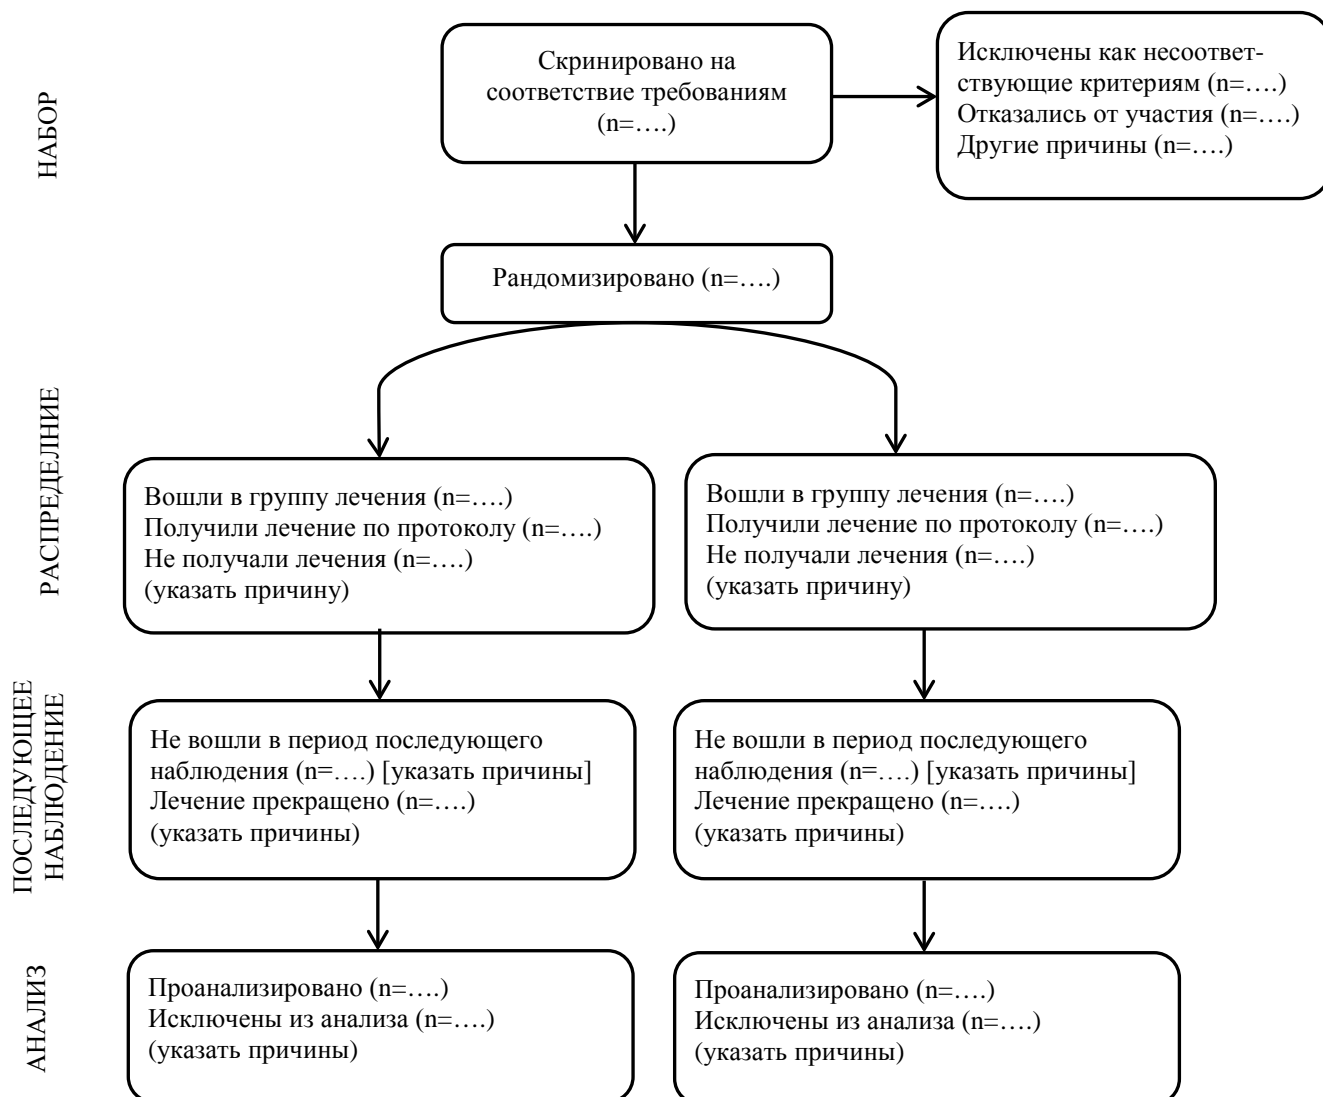 НАБОР
Скринировано на
соответствие требованиям
(n=….)
Исключены как несоответ-
ствующие критериям (n=….)
Отказались от участия (n=….)
Другие причины (n=….)
Рандомизировано (n=….)
РАСПРЕДЕЛНИЕ
Вошли в группу лечения (n=….)
Получили лечение по протоколу (n=….)
Не получали лечения (n=….)
(указать причину)
Вошли в группу лечения (n=….)
Получили лечение по протоколу (n=….)
Не получали лечения (n=….)
(указать причину)
ПОСЛЕДУЮЩЕЕ
НАБЛЮДЕНИЕ
Не вошли в период последующего
наблюдения (n=….) [указать причины]
Лечение прекращено (n=….)
(указать причины)
Не вошли в период последующего
наблюдения (n=….) [указать причины]
Лечение прекращено (n=….)
(указать причины)
АНАЛИЗ
Проанализировано (n=….)
Исключены из анализа (n=….)
(указать причины)
Проанализировано (n=….)
Исключены из анализа (n=….)
(указать причины)